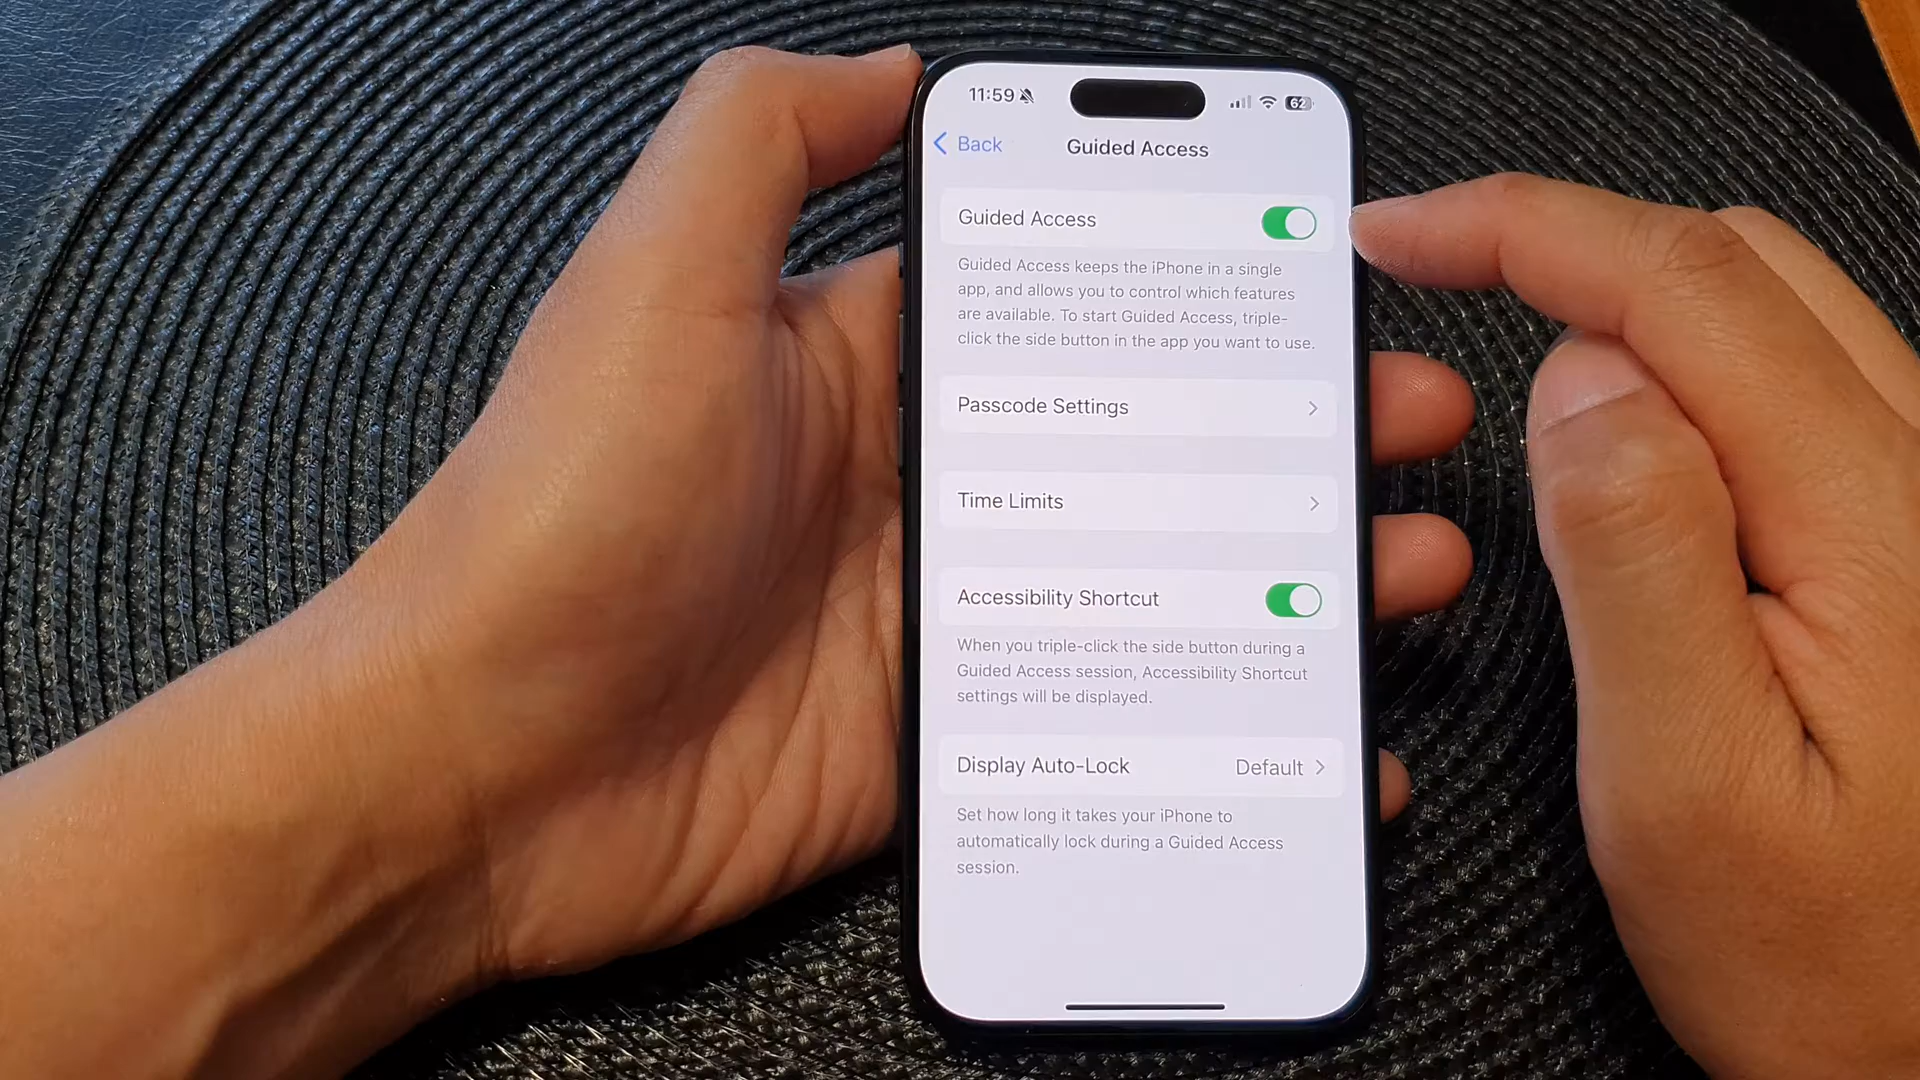 11:59
62
Back
Guided Access
Guided Access
Guided Access keeps the iPhone in a single
app, and allows you to control which features
are available. To start Guided Access, triple-
click the side button in the app you want to use.
Passcode Settings
Time Limits
Accessibility Shortcut
When you triple-click the side button during a
Guided Access session, Accessibility Shortcut
settings will be displayed.
Display Auto-Lock Default
Set how long it takes your iPhone to
automatically lock during a Guided Access
session.